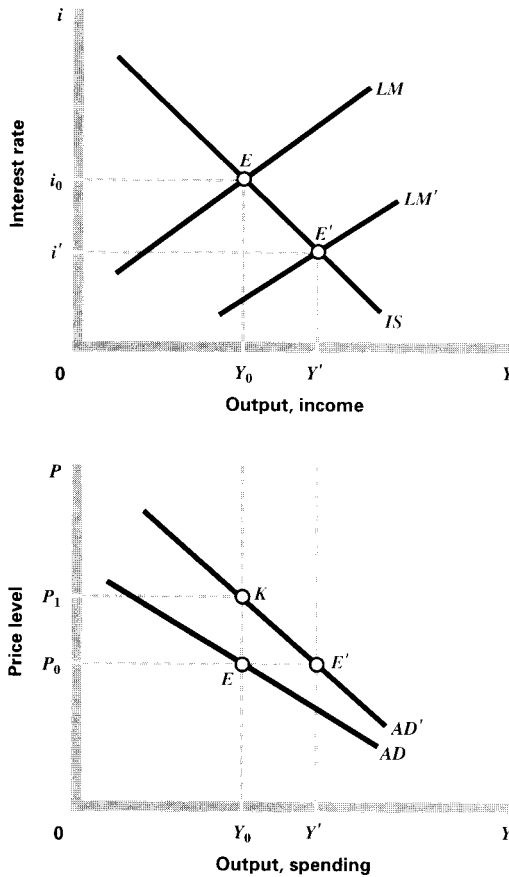 i
LM
E
i₀
LM'
E'
i'
IS
Interest rate
0
Y₀
Y'
Y
Output, income
P
P₁
K
P₀
E
E'
AD'
AD
Price level
0
Y₀
Y'
Y
Output, spending